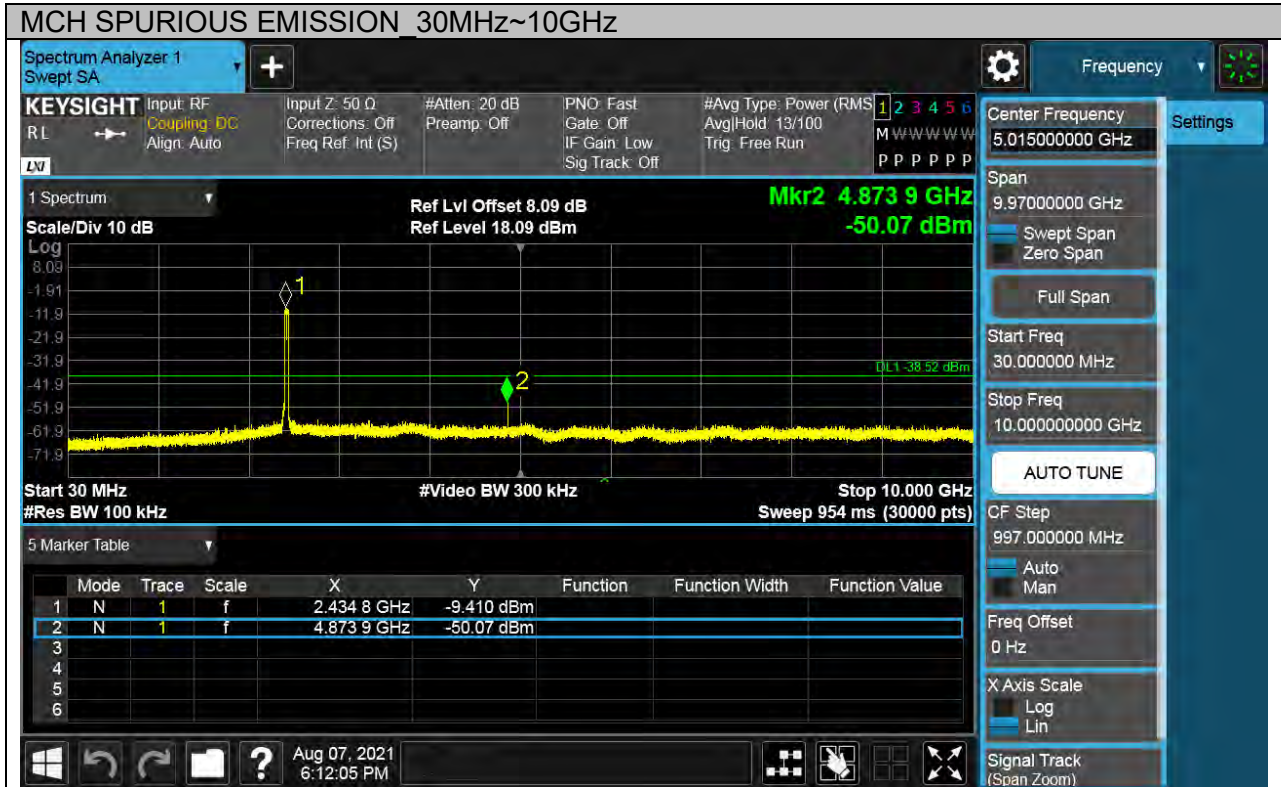 MCH SPURIOUS EMISSION_30MHz~10GHz
Spectrum Analyzer 1
Swept SA
+
Frequency
KEYSIGHT
R L
LXI
Input: RF
Coupling: DC
Align: Auto
Input Z: 50 Ω
Corrections: Off
Freq Ref: Int (S)
#Atten: 20 dB
Preamp: Off
PNO: Fast
Gate: Off
IF Gain: Low
Sig Track: Off
#Avg Type: Power (RMS
Avg|Hold: 13/100
Trig: Free Run
1 2 3 4 5 6
M W W W W W
P P P P P P
Center Frequency
5.015000000 GHz
Settings
1 Spectrum
Scale/Div 10 dB
Ref Lvl Offset 8.09 dB
Ref Level 18.09 dBm
Mkr2 4.873 9 GHz
-50.07 dBm
Log
8.09
-1.91
-11.9
-21.9
-31.9
-41.9
-51.9
-61.9
-71.9
1
2
DL1 -38.52 dBm
Start 30 MHz
#Res BW 100 kHz
#Video BW 300 kHz
Stop 10.000 GHz
Sweep 954 ms (30000 pts)
Span
9.97000000 GHz
Swept Span
Zero Span
Full Span
Start Freq
30.000000 MHz
Stop Freq
10.000000000 GHz
AUTO TUNE
CF Step
997.000000 MHz
Auto
Man
Freq Offset
0 Hz
X Axis Scale
Log
Lin
Signal Track
(Span Zoom)
5 Marker Table
Mode Trace Scale X Y Function Function Width Function Value
1 N 1 f 2.434 8 GHz -9.410 dBm
2 N 1 f 4.873 9 GHz -50.07 dBm
3
4
5
6
?
Aug 07, 2021
6:12:05 PM